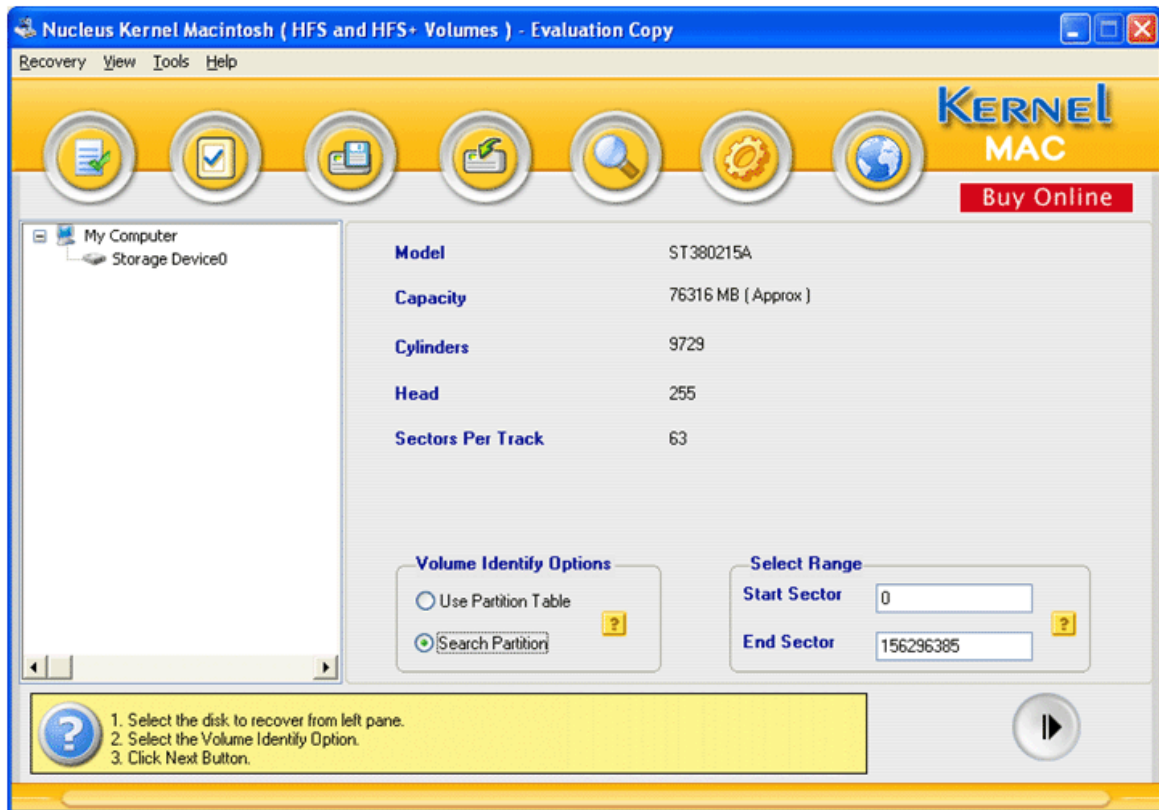 Nucleus Kernel Macintosh ( HFS and HFS+ Volumes ) - Evaluation Copy
Recovery View Tools Help
KERNEL
MAC
Buy Online
My Computer
Storage Device0
Model ST380215A
Capacity 76316 MB ( Approx )
Cylinders 9729
Head 255
Sectors Per Track 63
Volume Identify Options
Use Partition Table
Search Partition
?
Select Range
Start Sector 0
End Sector 156296385
?
?
1. Select the disk to recover from left pane.
2. Select the Volume Identify Option.
3. Click Next Button.